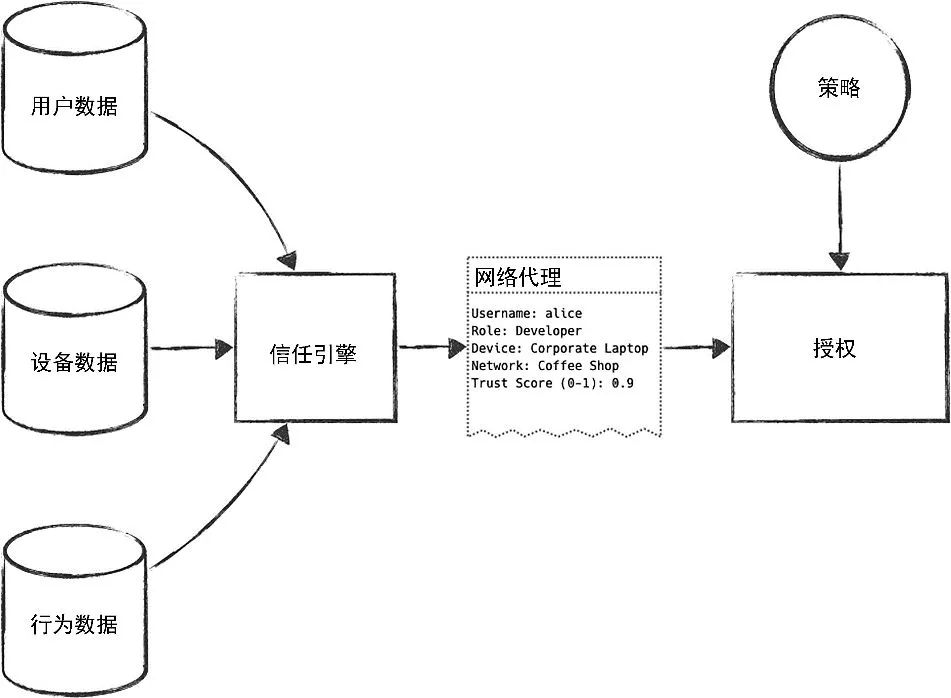 用户数据
策略
设备数据
信任引擎
网络代理
Username: alice
Role: Developer
Device: Corporate Laptop
Network: Coffee Shop
Trust Score (0-1): 0.9
授权
行为数据